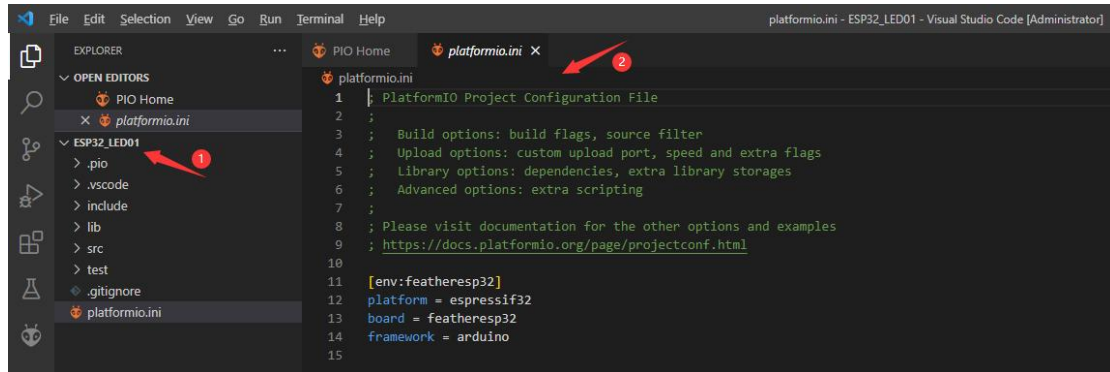 File Edit Selection View Go Run Terminal Help platformio.ini - ESP32_LED01 - Visual Studio Code [Administrator]
EXPLORER
OPEN EDITORS
PIO Home
platformio.ini
ESP32_LED01
1
.pio
.vscode
include
lib
src
test
.gitignore
platformio.ini
PIO Home platformio.ini
2
platformio.ini
1 ; PlatformIO Project Configuration File
2 ;
3 ;   Build options: build flags, source filter
4 ;   Upload options: custom upload port, speed and extra flags
5 ;   Library options: dependencies, extra library storages
6 ;   Advanced options: extra scripting
7 ;
8 ; Please visit documentation for the other options and examples
9 ; https://docs.platformio.org/page/projectconf.html
10
11 [env:featheresp32]
12 platform = espressif32
13 board = featheresp32
14 framework = arduino
15